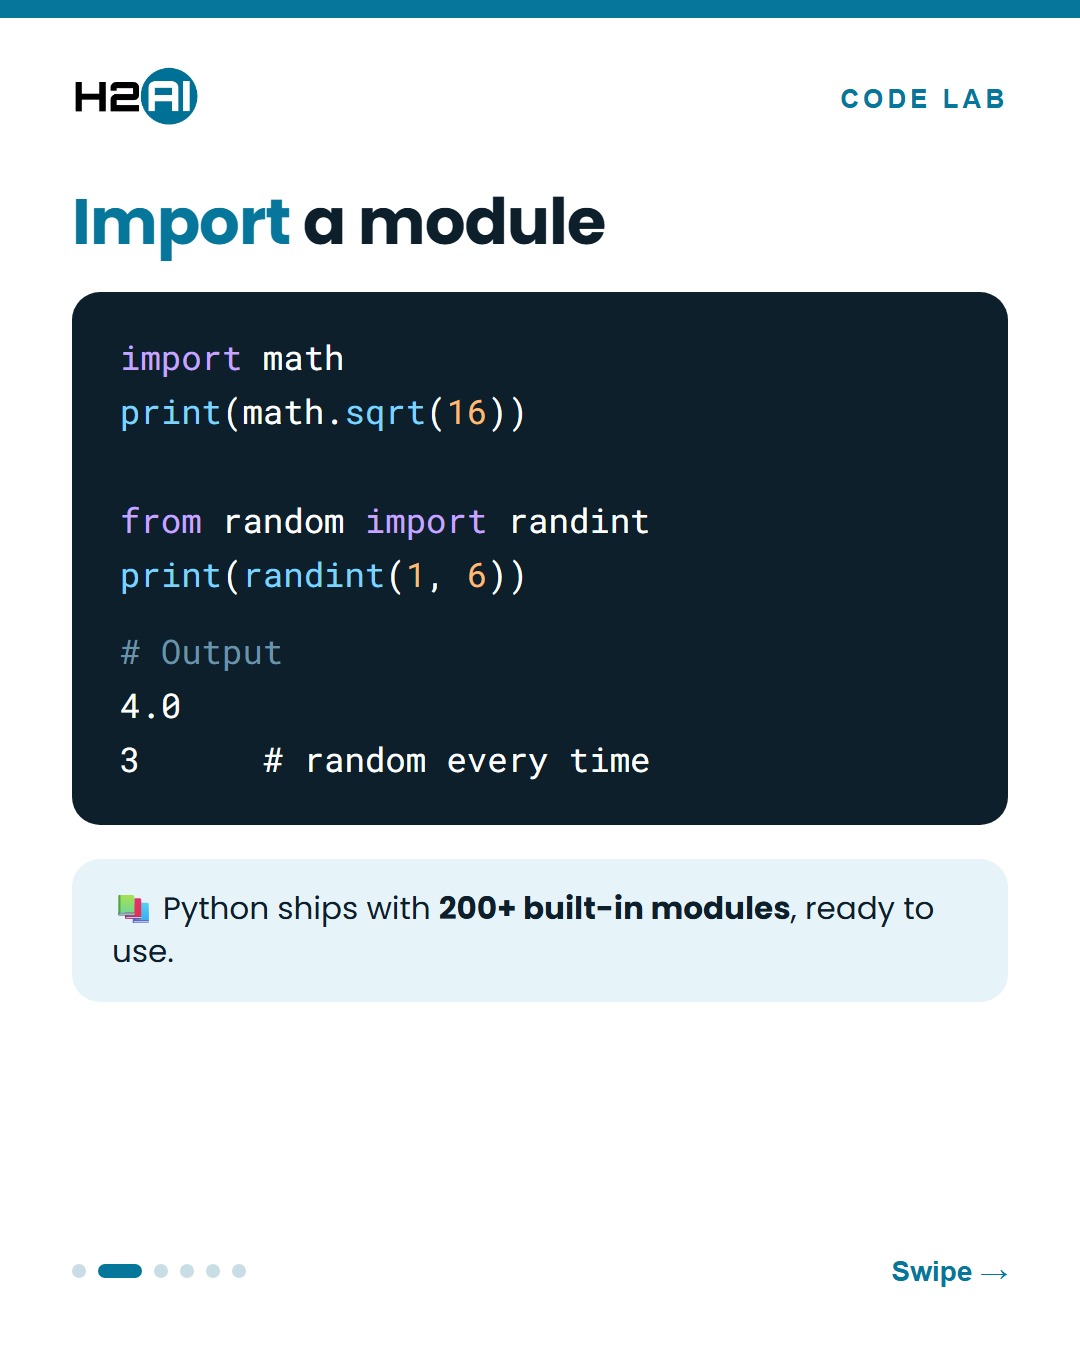 H2AI
CODE LAB
Import a module
import math
print(math.sqrt(16))
from random import randint
print(randint(1, 6))
# Output
4.0
3      # random every time
📚 Python ships with 200+ built-in modules, ready to
use.
Swipe →